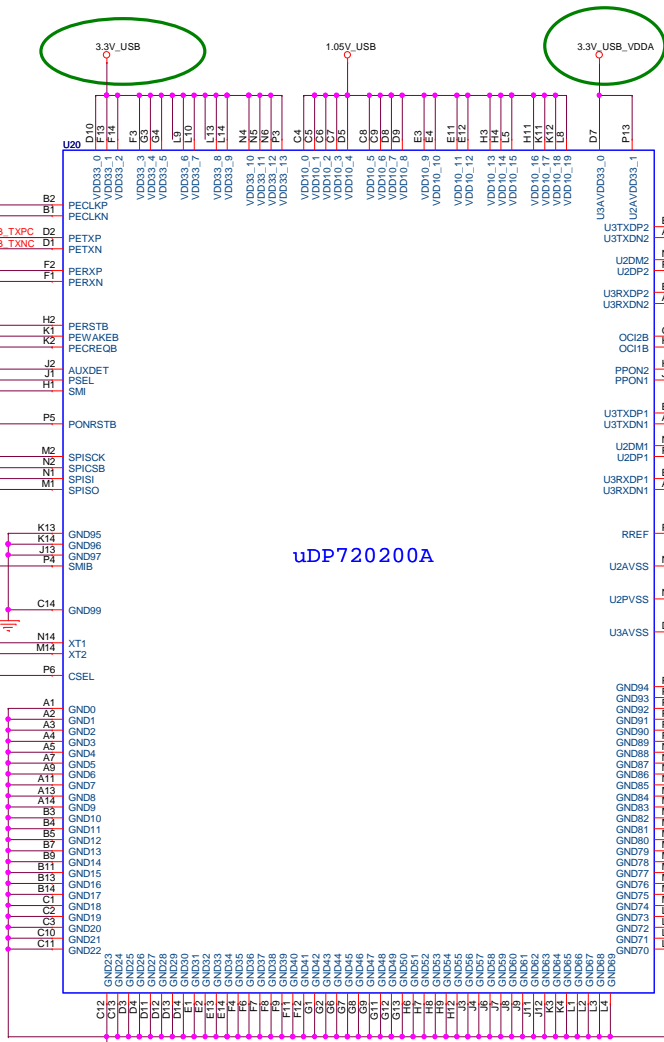 3.3V_USB
1.05V_USB
3.3V_USB_VDDA
D10 F13 F14 F3 G3 G4 L9 L10 L13 L14 N4 N5 N6 P3 C4 C5 C6 C7 D5 C8 C9 D8 D9 E3 E4 E11 E12 H3 H4 L5 H11 K11 K12 L8 D7 P13
U20
VDD33_0 VDD33_1 VDD33_2 VDD33_3 VDD33_4 VDD33_5 VDD33_6 VDD33_7 VDD33_8 VDD33_9 VDD33_10 VDD33_11 VDD33_12 VDD33_13 VDD10_0 VDD10_1 VDD10_2 VDD10_3 VDD10_4 VDD10_5 VDD10_6 VDD10_7 VDD10_8 VDD10_9 VDD10_10 VDD10_11 VDD10_12 VDD10_13 VDD10_14 VDD10_15 VDD10_16 VDD10_17 VDD10_18 VDD10_19 U3AVDD33_0 U2AVDD33_1
B2 PECLKP
B1 PECLKN
B_TXPC D2 PETXP
B_TXNC D1 PETXN
F2 PERXP
F1 PERXN
H2 PERSTB
K1 PEWAKEB
K2 PECREQB
J2 AUXDET
J1 PSEL
H1 SMI
P5 PONRSTB
M2 SPISCK
N2 SPICSB
N1 SPISI
M1 SPISO
K13 GND95
K14 GND96
J13 GND97
P4 SMIB
C14 GND99
N14 XT1
M14 XT2
P6 CSEL
A1 GND0
A2 GND1
A3 GND2
A4 GND3
A5 GND4
A7 GND5
A9 GND6
A11 GND7
A13 GND8
A14 GND9
B3 GND10
B4 GND11
B5 GND12
B7 GND13
B9 GND14
B11 GND15
B13 GND16
B14 GND17
C1 GND18
C2 GND19
C3 GND20
C10 GND21
C11 GND22
uDP720200A
U3TXDP2
U3TXDN2
U2DM2
U2DP2
U3RXDP2
U3RXDN2
OCI2B
OCI1B
PPON2
PPON1
U3TXDP1
U3TXDN1
U2DM1
U2DP1
U3RXDP1
U3RXDN1
RREF
U2AVSS
U2PVSS
U3AVSS
GND94
GND93
GND92
GND91
GND90
GND89
GND88
GND87
GND86
GND85
GND84
GND83
GND82
GND81
GND80
GND79
GND78
GND77
GND76
GND75
GND74
GND73
GND72
GND71
GND70
GND23 GND24 GND25 GND26 GND27 GND28 GND29 GND30 GND31 GND32 GND33 GND34 GND35 GND36 GND37 GND38 GND39 GND40 GND41 GND42 GND43 GND44 GND45 GND46 GND47 GND48 GND49 GND50 GND51 GND52 GND53 GND54 GND55 GND56 GND57 GND58 GND59 GND60 GND61 GND62 GND63 GND64 GND65 GND66 GND67 GND68 GND69
C12 C13 D3 D4 D11 D12 D13 D14 E1 E2 E13 E14 F4 F6 F7 F8 F9 F11 F12 G1 G2 G6 G7 G8 G9 G11 G12 G13 H6 H7 H8 H9 H12 J3 J4 J6 J7 J8 J9 J11 J12 K3 K4 L1 L2 L3 L4